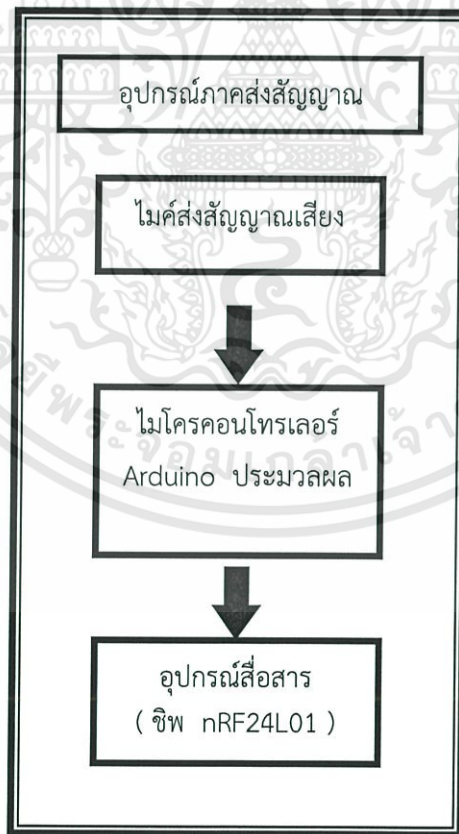 อุปกรณ์ภาคส่งสัญญาณ
ไมค์ส่งสัญญาณเสียง
ไมโครคอนโทรเลอร์
Arduino ประมวลผล
อุปกรณ์สื่อสาร
( ชิพ nRF24L01 )